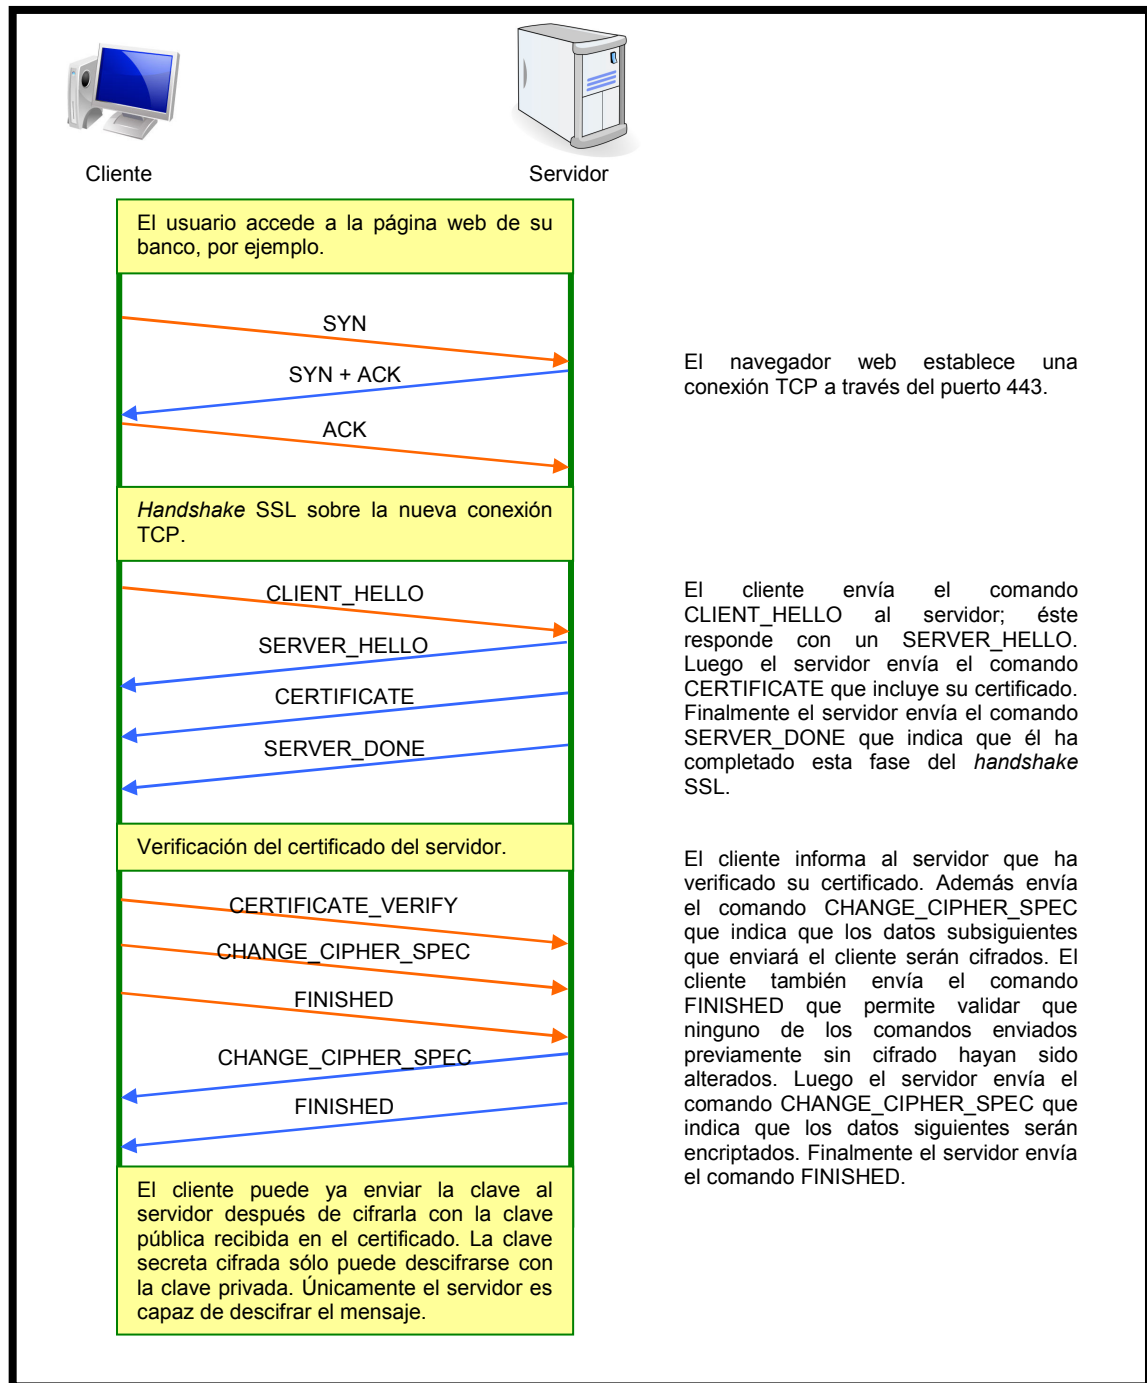 Cliente
Servidor
El usuario accede a la página web de su
banco, por ejemplo.
SYN
SYN + ACK
ACK
El navegador web establece una
conexión TCP a través del puerto 443.
Handshake SSL sobre la nueva conexión
TCP.
CLIENT_HELLO
SERVER_HELLO
CERTIFICATE
SERVER_DONE
El cliente envía el comando
CLIENT_HELLO al servidor; éste
responde con un SERVER_HELLO.
Luego el servidor envía el comando
CERTIFICATE que incluye su certificado.
Finalmente el servidor envía el comando
SERVER_DONE que indica que él ha
completado esta fase del handshake
SSL.
Verificación del certificado del servidor.
CERTIFICATE_VERIFY
CHANGE_CIPHER_SPEC
FINISHED
CHANGE_CIPHER_SPEC
FINISHED
El cliente informa al servidor que ha
verificado su certificado. Además envía
el comando CHANGE_CIPHER_SPEC
que indica que los datos subsiguientes
que enviará el cliente serán cifrados. El
cliente también envía el comando
FINISHED que permite validar que
ninguno de los comandos enviados
previamente sin cifrado hayan sido
alterados. Luego el servidor envía el
comando CHANGE_CIPHER_SPEC que
indica que los datos siguientes serán
encriptados. Finalmente el servidor envía
el comando FINISHED.
El cliente puede ya enviar la clave al
servidor después de cifrarla con la clave
pública recibida en el certificado. La clave
secreta cifrada sólo puede descifrarse con
la clave privada. Únicamente el servidor es
capaz de descifrar el mensaje.